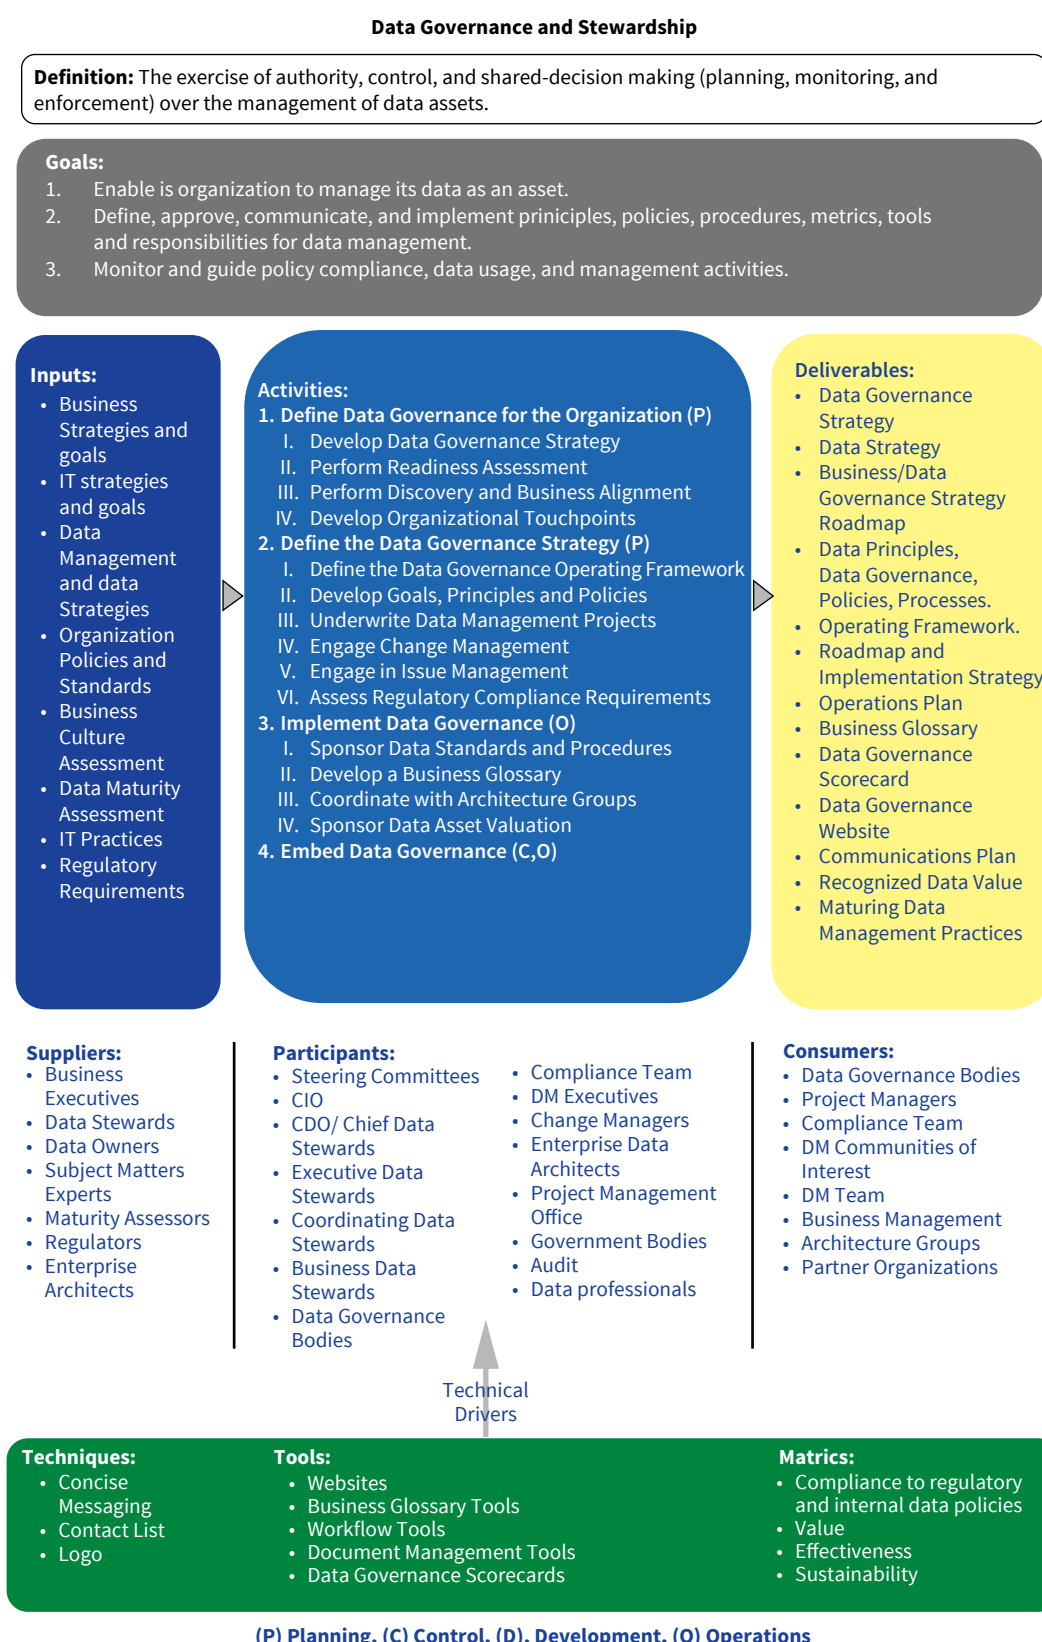 Data Governance and Stewardship
Definition: The exercise of authority, control, and shared-decision making (planning, monitoring, and
enforcement) over the management of data assets.
Goals:
1. Enable is organization to manage its data as an asset.
2. Define, approve, communicate, and implement priniciples, policies, procedures, metrics, tools
and responsibilities for data management.
3. Monitor and guide policy compliance, data usage, and management activities.
Inputs:
• Business
Strategies and
goals
• IT strategies
and goals
• Data
Management
and data
Strategies
• Organization
Policies and
Standards
• Business
Culture
Assessment
• Data Maturity
Assessment
• IT Practices
• Regulatory
Requirements
Activities:
1. Define Data Governance for the Organization (P)
I. Develop Data Governance Strategy
II. Perform Readiness Assessment
III. Perform Discovery and Business Alignment
IV. Develop Organizational Touchpoints
2. Define the Data Governance Strategy (P)
I. Define the Data Governance Operating Framework
II. Develop Goals, Principles and Policies
III. Underwrite Data Management Projects
IV. Engage Change Management
V. Engage in Issue Management
VI. Assess Regulatory Compliance Requirements
3. Implement Data Governance (O)
I. Sponsor Data Standards and Procedures
II. Develop a Business Glossary
III. Coordinate with Architecture Groups
IV. Sponsor Data Asset Valuation
4. Embed Data Governance (C,O)
Deliverables:
• Data Governance
Strategy
• Data Strategy
• Business/Data
Governance Strategy
Roadmap
• Data Principles,
Data Governance,
Policies, Processes.
• Operating Framework.
• Roadmap and
Implementation Strategy
• Operations Plan
• Business Glossary
• Data Governance
Scorecard
• Data Governance
Website
• Communications Plan
• Recognized Data Value
• Maturing Data
Management Practices
Suppliers:
• Business
Executives
• Data Stewards
• Data Owners
• Subject Matters
Experts
• Maturity Assessors
• Regulators
• Enterprise
Architects
Participants:
• Steering Committees
• CIO
• CDO/ Chief Data
Stewards
• Executive Data
Stewards
• Coordinating Data
Stewards
• Business Data
Stewards
• Data Governance
Bodies
• Compliance Team
• DM Executives
• Change Managers
• Enterprise Data
Architects
• Project Management
Office
• Government Bodies
• Audit
• Data professionals
Consumers:
• Data Governance Bodies
• Project Managers
• Compliance Team
• DM Communities of
Interest
• DM Team
• Business Management
• Architecture Groups
• Partner Organizations
Technical
Drivers
Techniques:
• Concise
Messaging
• Contact List
• Logo
Tools:
• Websites
• Business Glossary Tools
• Workflow Tools
• Document Management Tools
• Data Governance Scorecards
Matrics:
• Compliance to regulatory
and internal data policies
• Value
• Effectiveness
• Sustainability
(P) Planning, (C) Control, (D), Development, (O) Operations